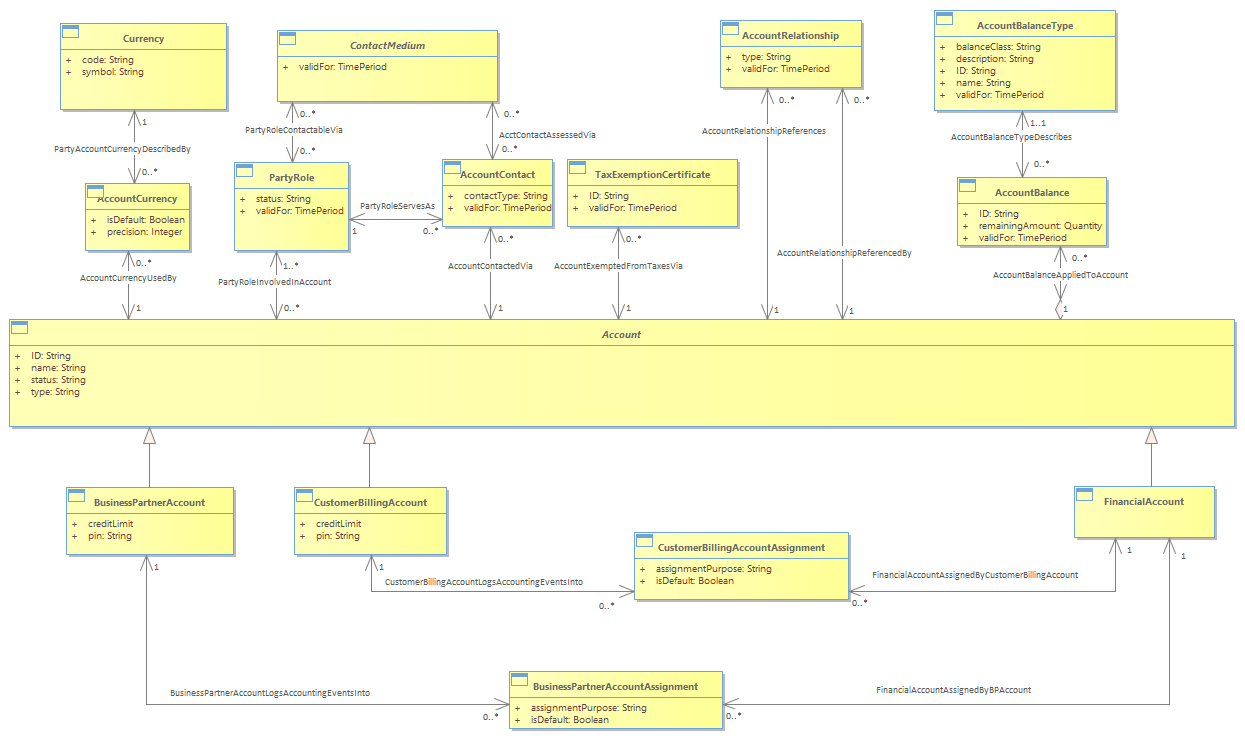 Currency
+ code: String
+ symbol: String
ContactMedium
+ validFor: TimePeriod
AccountRelationship
+ type: String
+ validFor: TimePeriod
AccountBalanceType
+ balanceClass: String
+ description: String
+ ID: String
+ name: String
+ validFor: TimePeriod
1
PartyAccountCurrencyDescribedBy
0..*
0..*
PartyRoleContactableVia
0..*
0..*
AcctContactAssessedVia
0..*
0..*
0..*
AccountRelationshipReferences
1..1
AccountBalanceTypeDescribes
0..*
AccountCurrency
+ isDefault: Boolean
+ precision: Integer
PartyRole
+ status: String
+ validFor: TimePeriod
PartyRoleServesAs
1
0..*
AccountContact
+ contactType: String
+ validFor: TimePeriod
TaxExemptionCertificate
+ ID: String
+ validFor: TimePeriod
AccountBalance
+ ID: String
+ remainingAmount: Quantity
+ validFor: TimePeriod
0..*
AccountCurrencyUsedBy
1
1..*
PartyRoleInvolvedInAccount
0..*
0..*
AccountContactedVia
1
0..*
AccountExemptedFromTaxesVia
1
AccountRelationshipReferencedBy
1
1
0..*
AccountBalanceAppliedToAccount
1
Account
+ ID: String
+ name: String
+ status: String
+ type: String
BusinessPartnerAccount
+ creditLimit
+ pin: String
CustomerBillingAccount
+ creditLimit
+ pin: String
FinancialAccount
CustomerBillingAccountAssignment
+ assignmentPurpose: String
+ isDefault: Boolean
1
1
1
1
CustomerBillingAccountLogsAccountingEventsInto
0..*
FinancialAccountAssignedByCustomerBillingAccount
0..*
BusinessPartnerAccountAssignment
+ assignmentPurpose: String
+ isDefault: Boolean
BusinessPartnerAccountLogsAccountingEventsInto
0..*
FinancialAccountAssignedByBPAccount
0..*